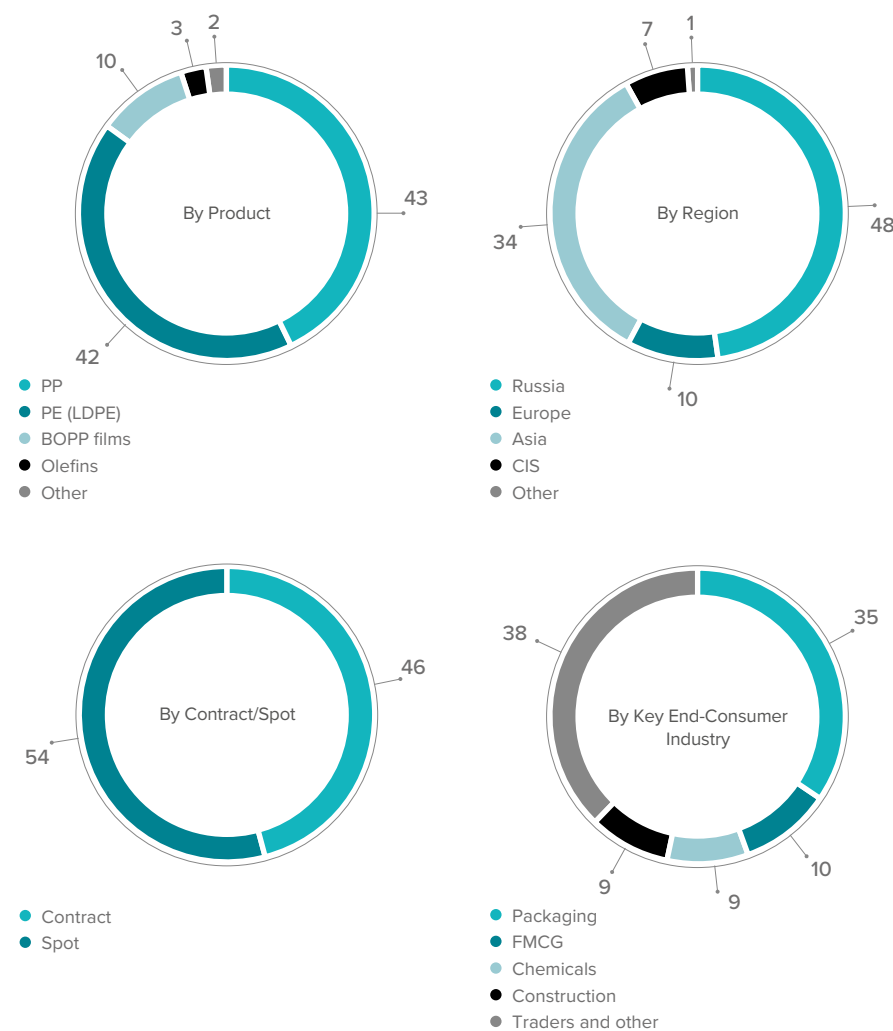 2
3
10
43
42
By Product
PP
PE (LDPE)
BOPP films
Olefins
Other
1
7
48
34
10
By Region
Russia
Europe
Asia
CIS
Other
46
54
By Contract/Spot
Contract
Spot
35
38
10
9
9
By Key End-Consumer
Industry
Packaging
FMCG
Chemicals
Construction
Traders and other